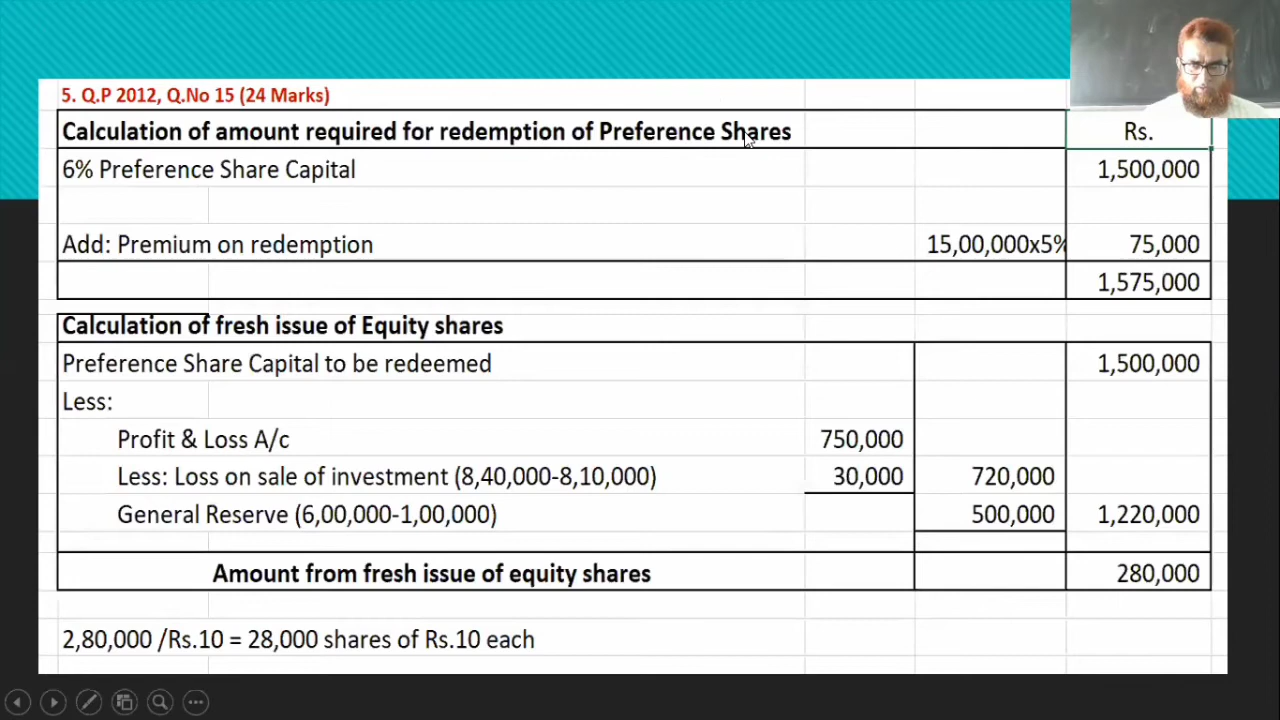 5. Q.P 2012, Q.No 15 (24 Marks)
Calculation of amount required for redemption of Preference Shares Rs.
6% Preference Share Capital 1,500,000
Add: Premium on redemption 15,00,000x5% 75,000
1,575,000
Calculation of fresh issue of Equity shares
Preference Share Capital to be redeemed 1,500,000
Less:
Profit & Loss A/c 750,000
Less: Loss on sale of investment (8,40,000-8,10,000) 30,000 720,000
General Reserve (6,00,000-1,00,000) 500,000 1,220,000
Amount from fresh issue of equity shares 280,000
2,80,000 /Rs.10 = 28,000 shares of Rs.10 each